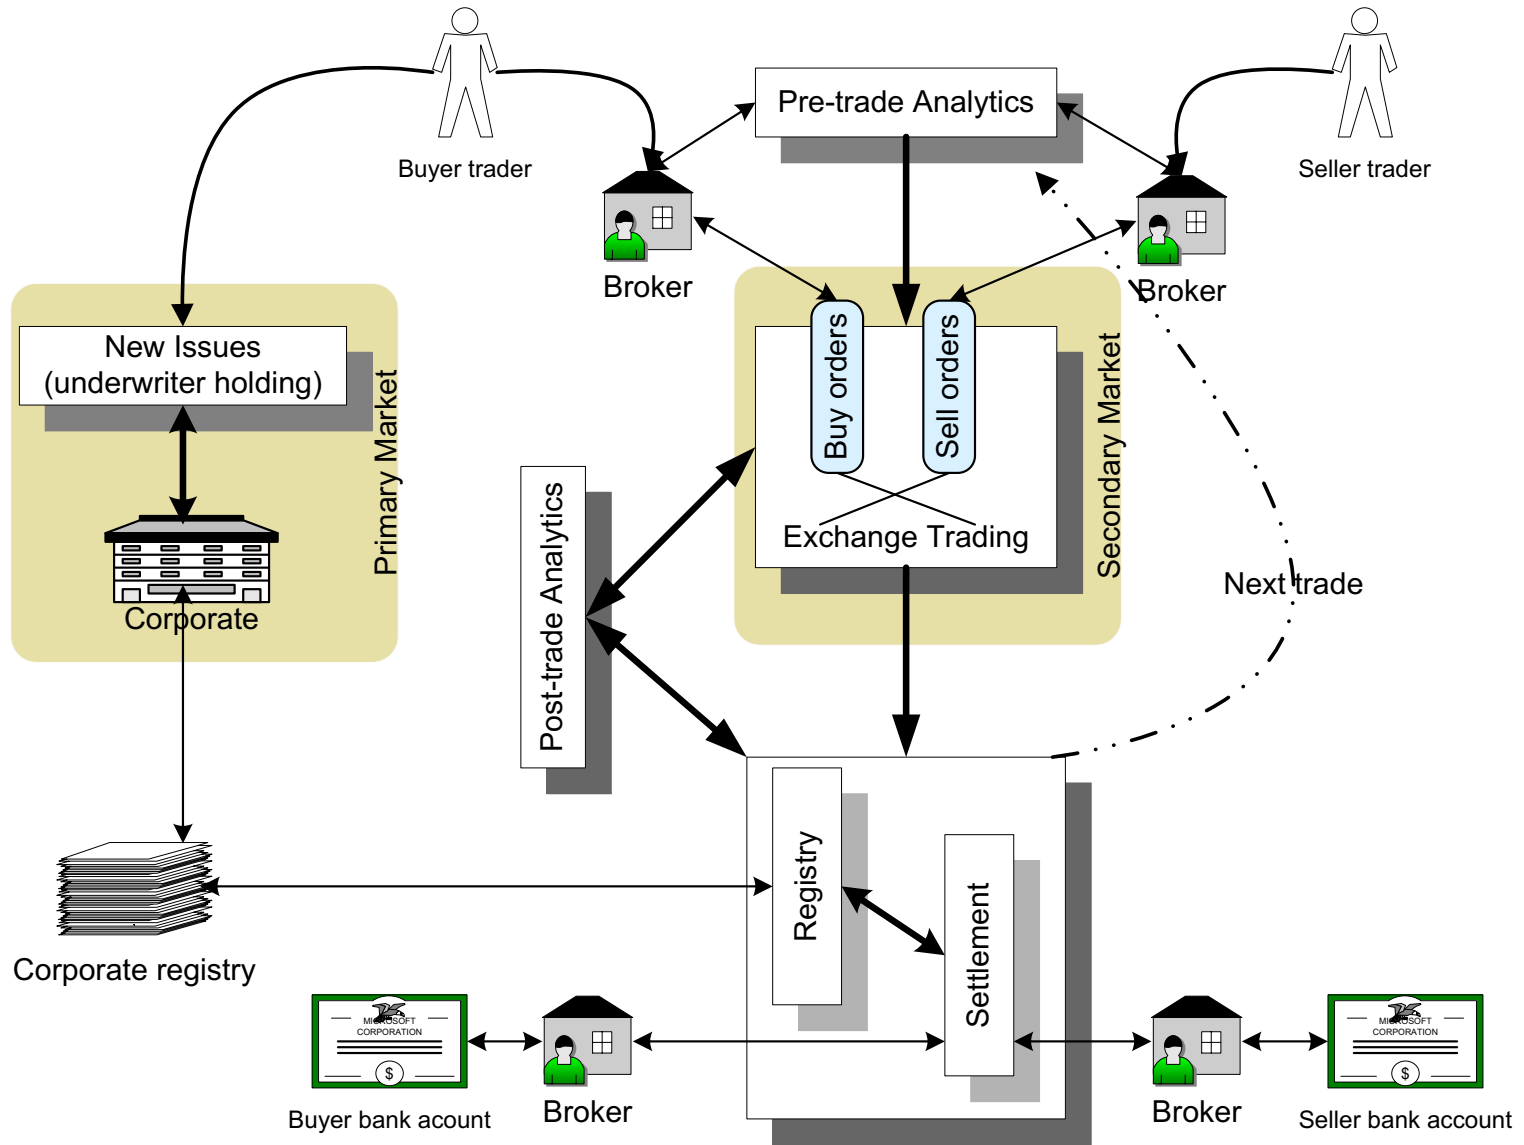 Pre-trade Analytics
Buyer trader
Seller trader
Broker
Broker
New Issues
(underwriter holding)
Primary Market
Corporate
Buy orders
Sell orders
Exchange Trading
Secondary Market
Post-trade Analytics
Next trade
Registry
Settlement
Corporate registry
MICROSOFT
CORPORATION
$
Buyer bank acount
Broker
Broker
MICROSOFT
CORPORATION
$
Seller bank account